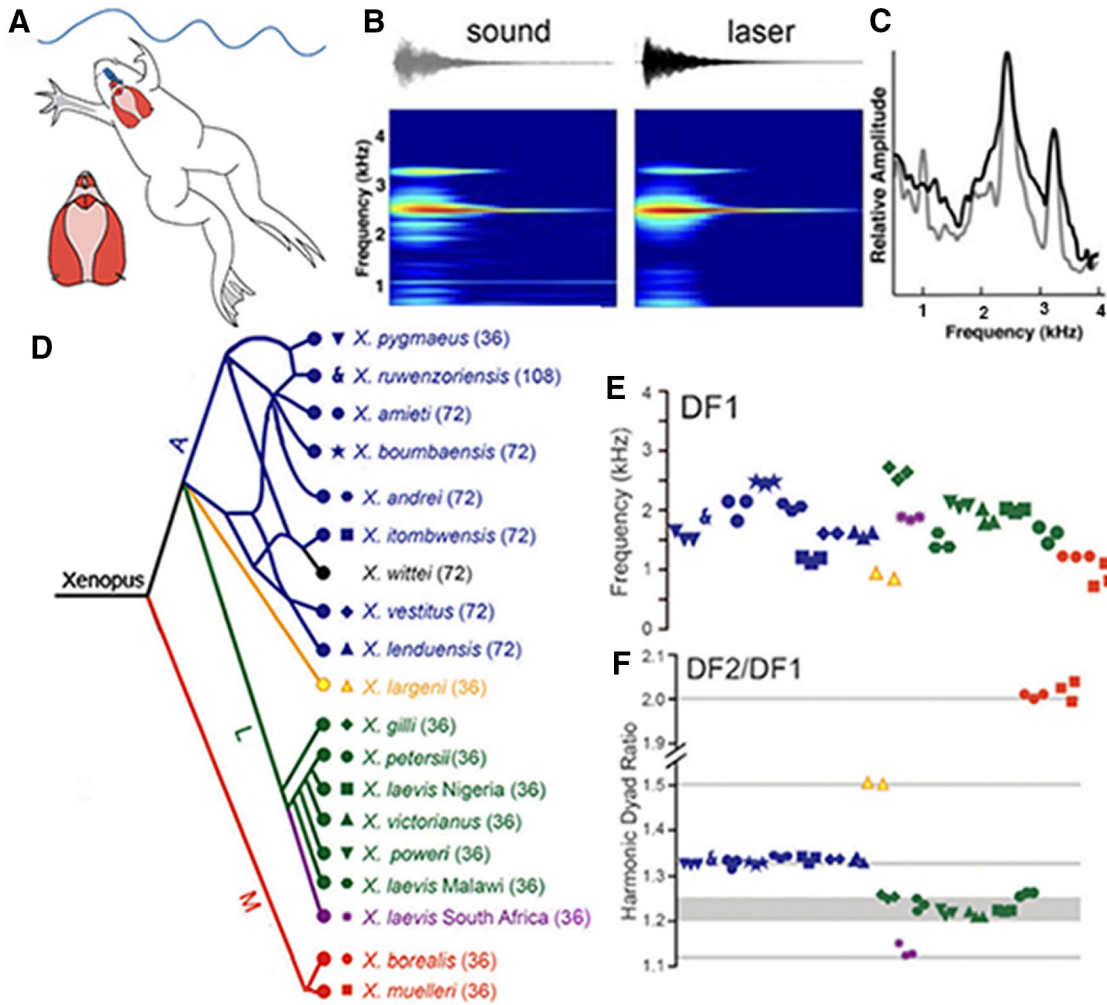 A
B
sound
laser
C
4
3
2
1
Frequency (kHz)
Relative Amplitude
1 2 3 4
Frequency (kHz)
D
Xenopus
A
L
M
X. pygmaeus (36)
& X. ruwenzoriensis (108)
X. amieti (72)
X. boumbaensis (72)
X. andrei (72)
X. itombwensis (72)
X. wittei (72)
X. vestitus (72)
X. lenduensis (72)
X. largeni (36)
X. gilli (36)
X. petersii(36)
X. laevis Nigeria (36)
X. victorianus (36)
X. poweri (36)
X. laevis Malawi (36)
X. laevis South Africa (36)
X. borealis (36)
X. muelleri (36)
E
DF1
4
3
2
1
0
Frequency (kHz)
&
F
DF2/DF1
2.1
2.0
1.9
1.5
1.4
1.3
1.2
1.1
Harmonic Dyad Ratio
&